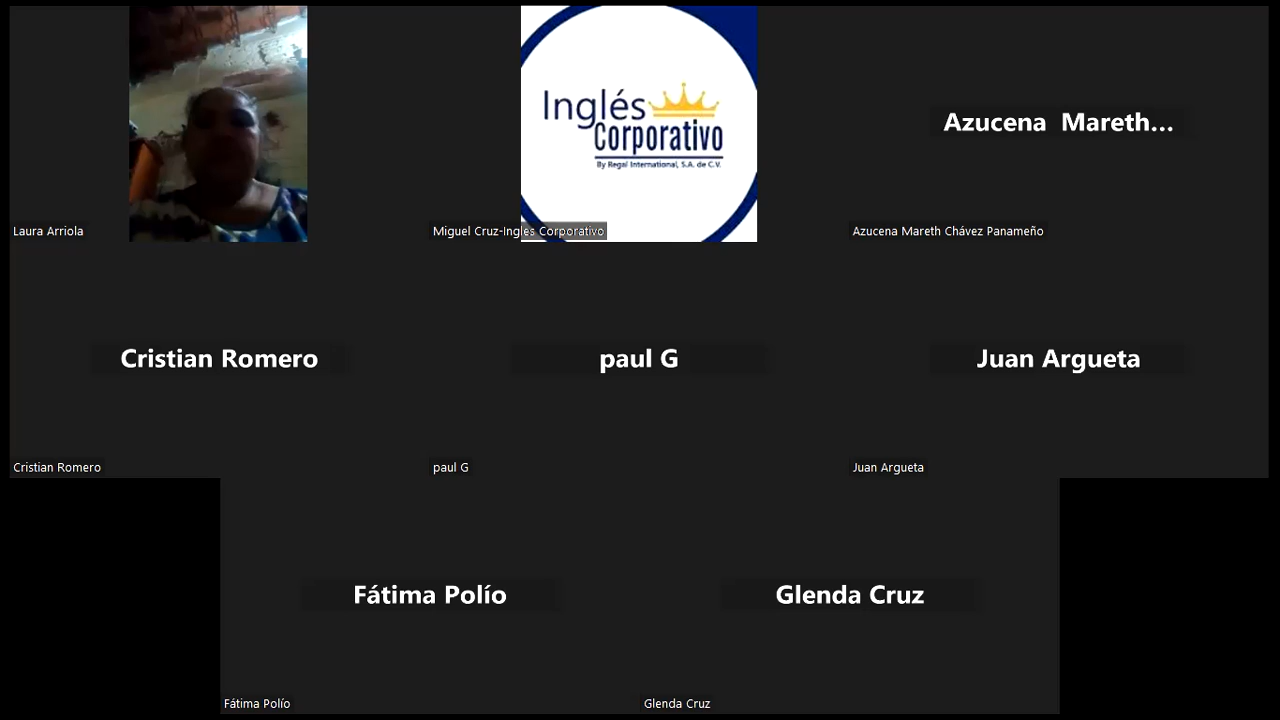 Inglés
Corporativo
By Regal International, S.A. de C.V.
Azucena  Mareth...
Laura Arriola
Miguel Cruz-Ingles Corporativo
Azucena Mareth Chávez Panameño
Cristian Romero
paul G
Juan Argueta
Cristian Romero
paul G
Juan Argueta
Fátima Polío
Glenda Cruz
Fátima Polío
Glenda Cruz